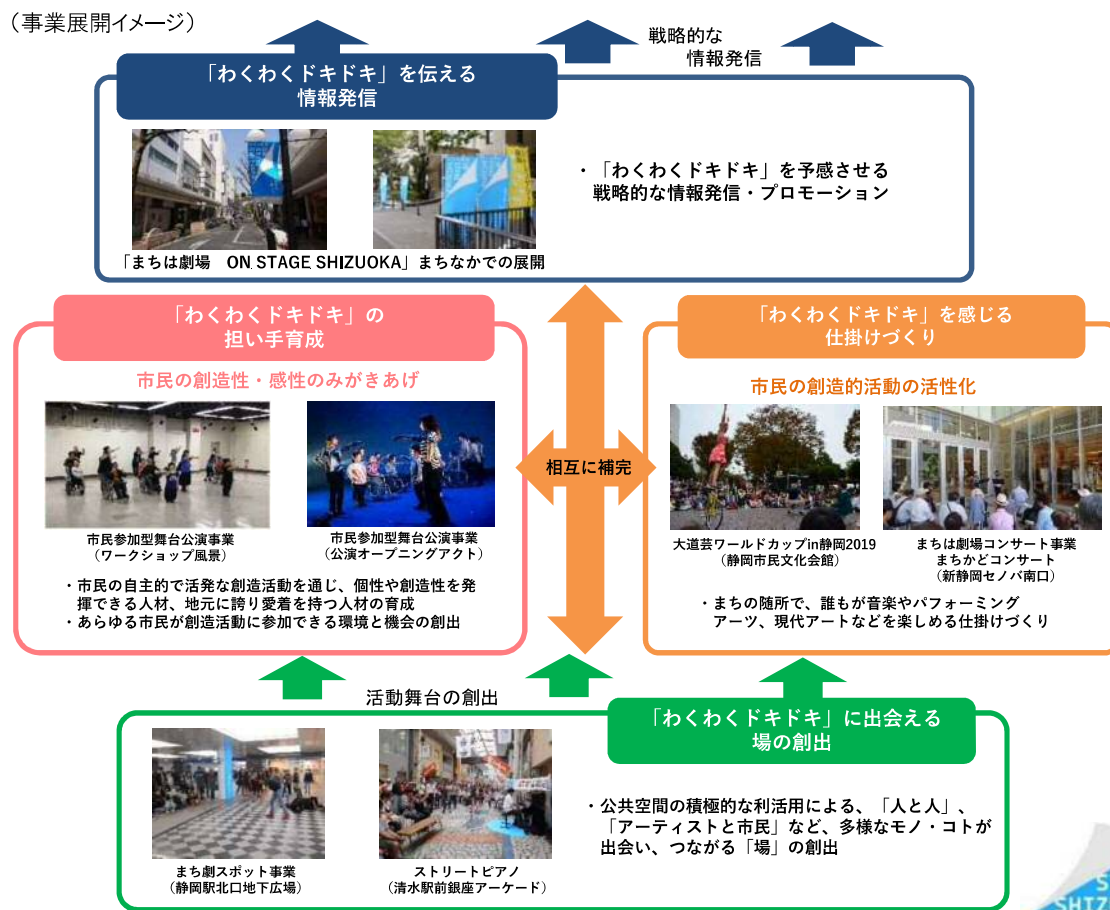 （事業展開イメージ）
戦略的な
情報発信
「わくわくドキドキ」を伝える
情報発信
・「わくわくドキドキ」を予感させる
戦略的な情報発信・プロモーション
「まちは劇場　ON STAGE SHIZUOKA」まちなかでの展開
「わくわくドキドキ」の
担い手育成
市民の創造性・感性のみがきあげ
市民参加型舞台公演事業
（ワークショップ風景）
市民参加型舞台公演事業
（公演オープニングアクト）
・市民の自主的で活発な創造活動を通じ、個性や創造性を発
揮できる人材、地元に誇り愛着を持つ人材の育成
・あらゆる市民が創造活動に参加できる環境と機会の創出
相互に補完
「わくわくドキドキ」を感じる
仕掛けづくり
市民の創造的活動の活性化
大道芸ワールドカップin静岡2019
（静岡市民文化会館）
まちは劇場コンサート事業
まちかどコンサート
（新静岡セノバ南口）
・まちの随所で、誰もが音楽やパフォーミング
アーツ、現代アートなどを楽しめる仕掛けづくり
活動舞台の創出
「わくわくドキドキ」に出会える
場の創出
まち劇スポット事業
（静岡駅北口地下広場）
ストリートピアノ
（清水駅前銀座アーケード）
・公共空間の積極的な利活用による、「人と人」、
「アーティストと市民」など、多様なモノ・コトが
出会い、つながる「場」の創出